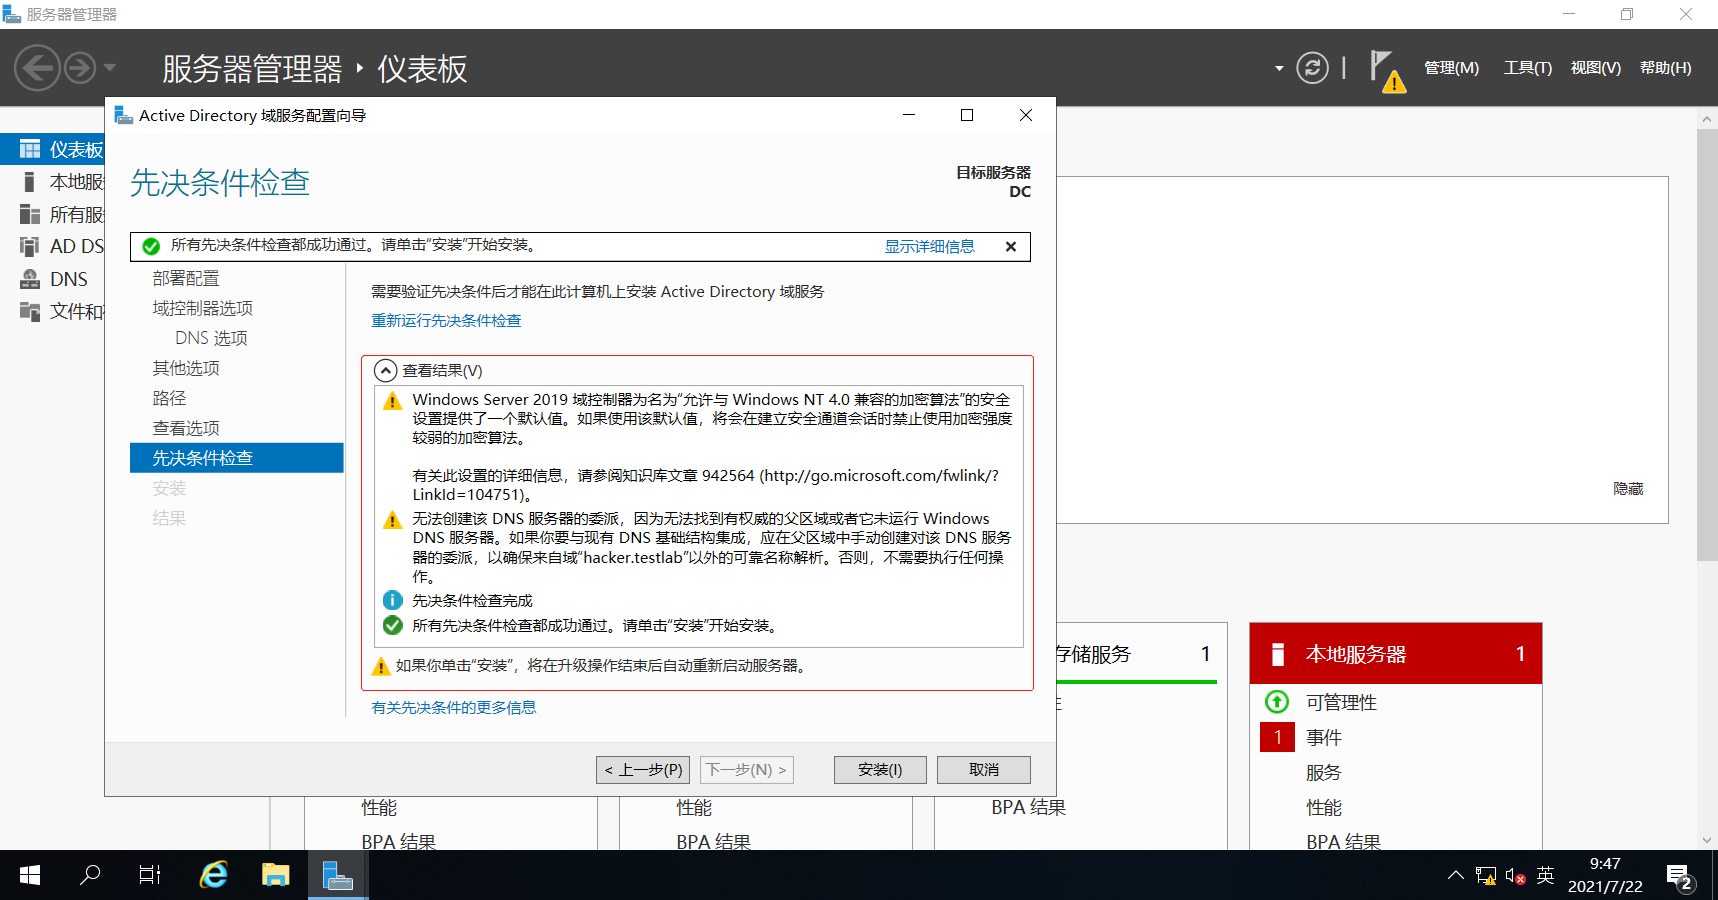 服务器管理器
服务器管理器 ‣ 仪表板
管理(M) 工具(T) 视图(V) 帮助(H)
Active Directory 域服务配置向导
仪表板
本地服
所有服
AD DS
DNS
文件和
先决条件检查
目标服务器
DC
所有先决条件检查都成功通过。请单击“安装”开始安装。
显示详细信息
部署配置
域控制器选项
DNS 选项
其他选项
路径
查看选项
先决条件检查
安装
结果
需要验证先决条件后才能在此计算机上安装 Active Directory 域服务
重新运行先决条件检查
查看结果(V)
Windows Server 2019 域控制器为名为“允许与 Windows NT 4.0 兼容的加密算法”的安全
设置提供了一个默认值。如果使用该默认值，将会在建立安全通道会话时禁止使用加密强度
较弱的加密算法。
有关此设置的详细信息，请参阅知识库文章 942564 (http://go.microsoft.com/fwlink/?
LinkId=104751)。
无法创建该 DNS 服务器的委派，因为无法找到有权威的父区域或者它未运行 Windows
DNS 服务器。如果你要与现有 DNS 基础结构集成，应在父区域中手动创建对该 DNS 服务
器的委派，以确保来自域“hacker.testlab”以外的可靠名称解析。否则，不需要执行任何操
作。
先决条件检查完成
所有先决条件检查都成功通过。请单击“安装”开始安装。
如果你单击“安装”，将在升级操作结束后自动重新启动服务器。
有关先决条件的更多信息
< 上一步(P)
下一步(N) >
安装(I)
取消
隐藏
存储服务 1
本地服务器 1
可管理性
1 事件
服务
性能
BPA 结果
性能
BPA 结果
性能
BPA 结果
BPA 结果
英
9:47
2021/7/22
2